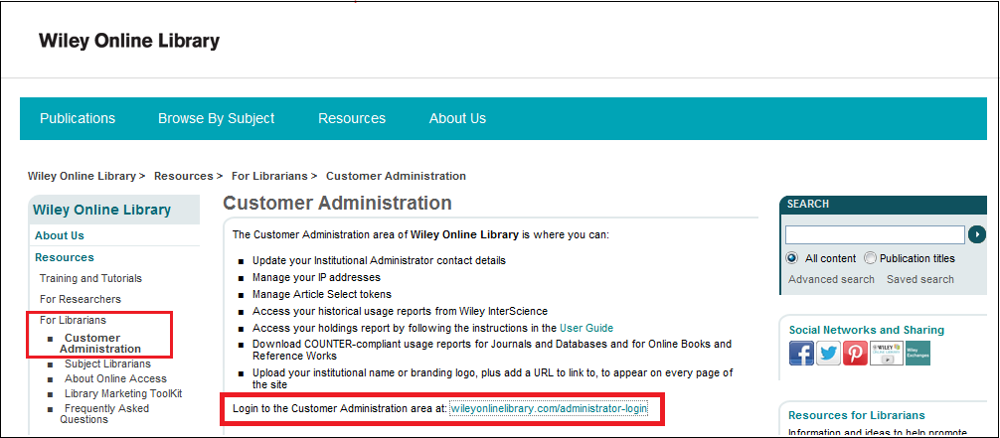 Wiley Online Library
Publications
Browse By Subject
Resources
About Us
Wiley Online Library > Resources > For Librarians > Customer Administration
Wiley Online Library
About Us
Resources
Training and Tutorials
For Researchers
For Librarians
Customer
Administration
Subject Librarians
About Online Access
Library Marketing ToolKit
Frequently Asked
Questions
Customer Administration
The Customer Administration area of Wiley Online Library is where you can:
Update your Institutional Administrator contact details
Manage your IP addresses
Manage Article Select tokens
Access your historical usage reports from Wiley InterScience
Access your holdings report by following the instructions in the User Guide
Download COUNTER-compliant usage reports for Journals and Databases and for Online Books and
Reference Works
Upload your institutional name or branding logo, plus add a URL to link to, to appear on every page of
the site
Login to the Customer Administration area at: wileyonlinelibrary.com/administrator-login
SEARCH
All content Publication titles
Advanced search Saved search
Social Networks and Sharing
WILEY
Wiley
Exchanges
Resources for Librarians
Information and ideas to help promote